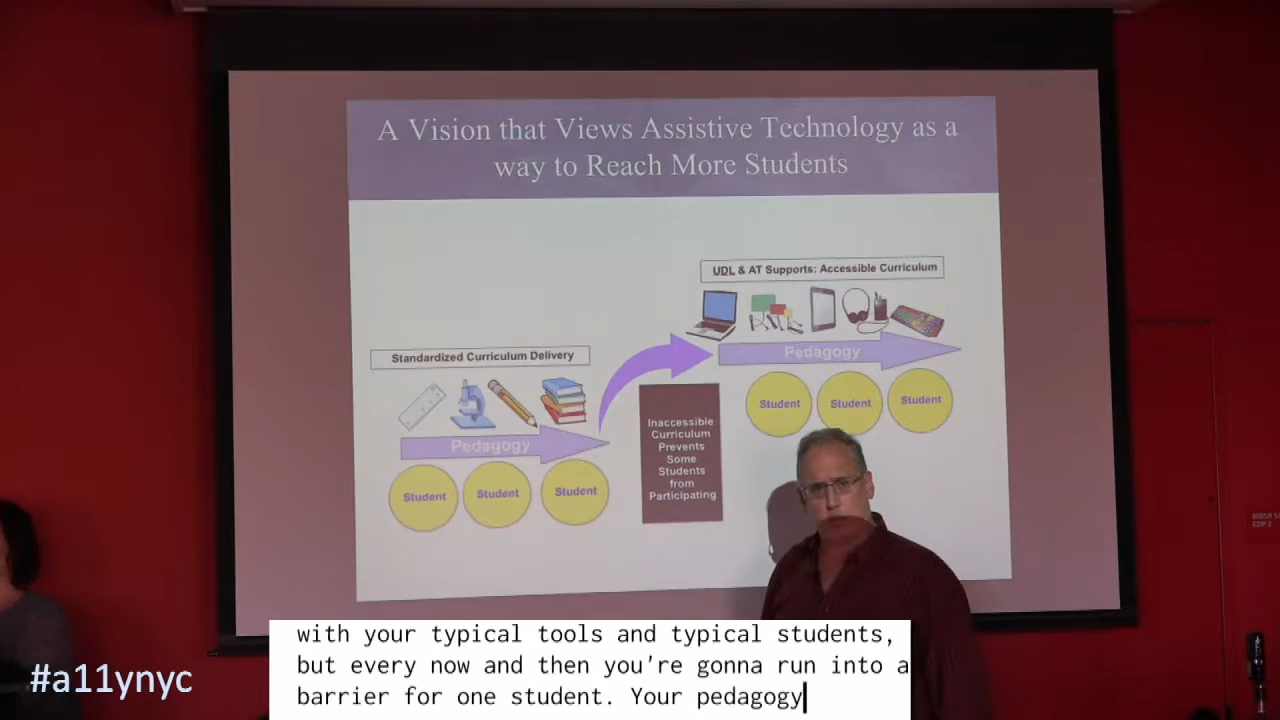 A Vision that Views Assistive Technology as a
way to Reach More Students
UDL & AT Supports: Accessible Curriculum
Pedagogy
Student
Student
Student
Standardized Curriculum Delivery
Pedagogy
Student
Student
Student
Inaccessible
Curriculum
Prevents
Some
Students
from
Participating
#a11ynyc
with your typical tools and typical students,
but every now and then you're gonna run into a
barrier for one student. Your pedagogy